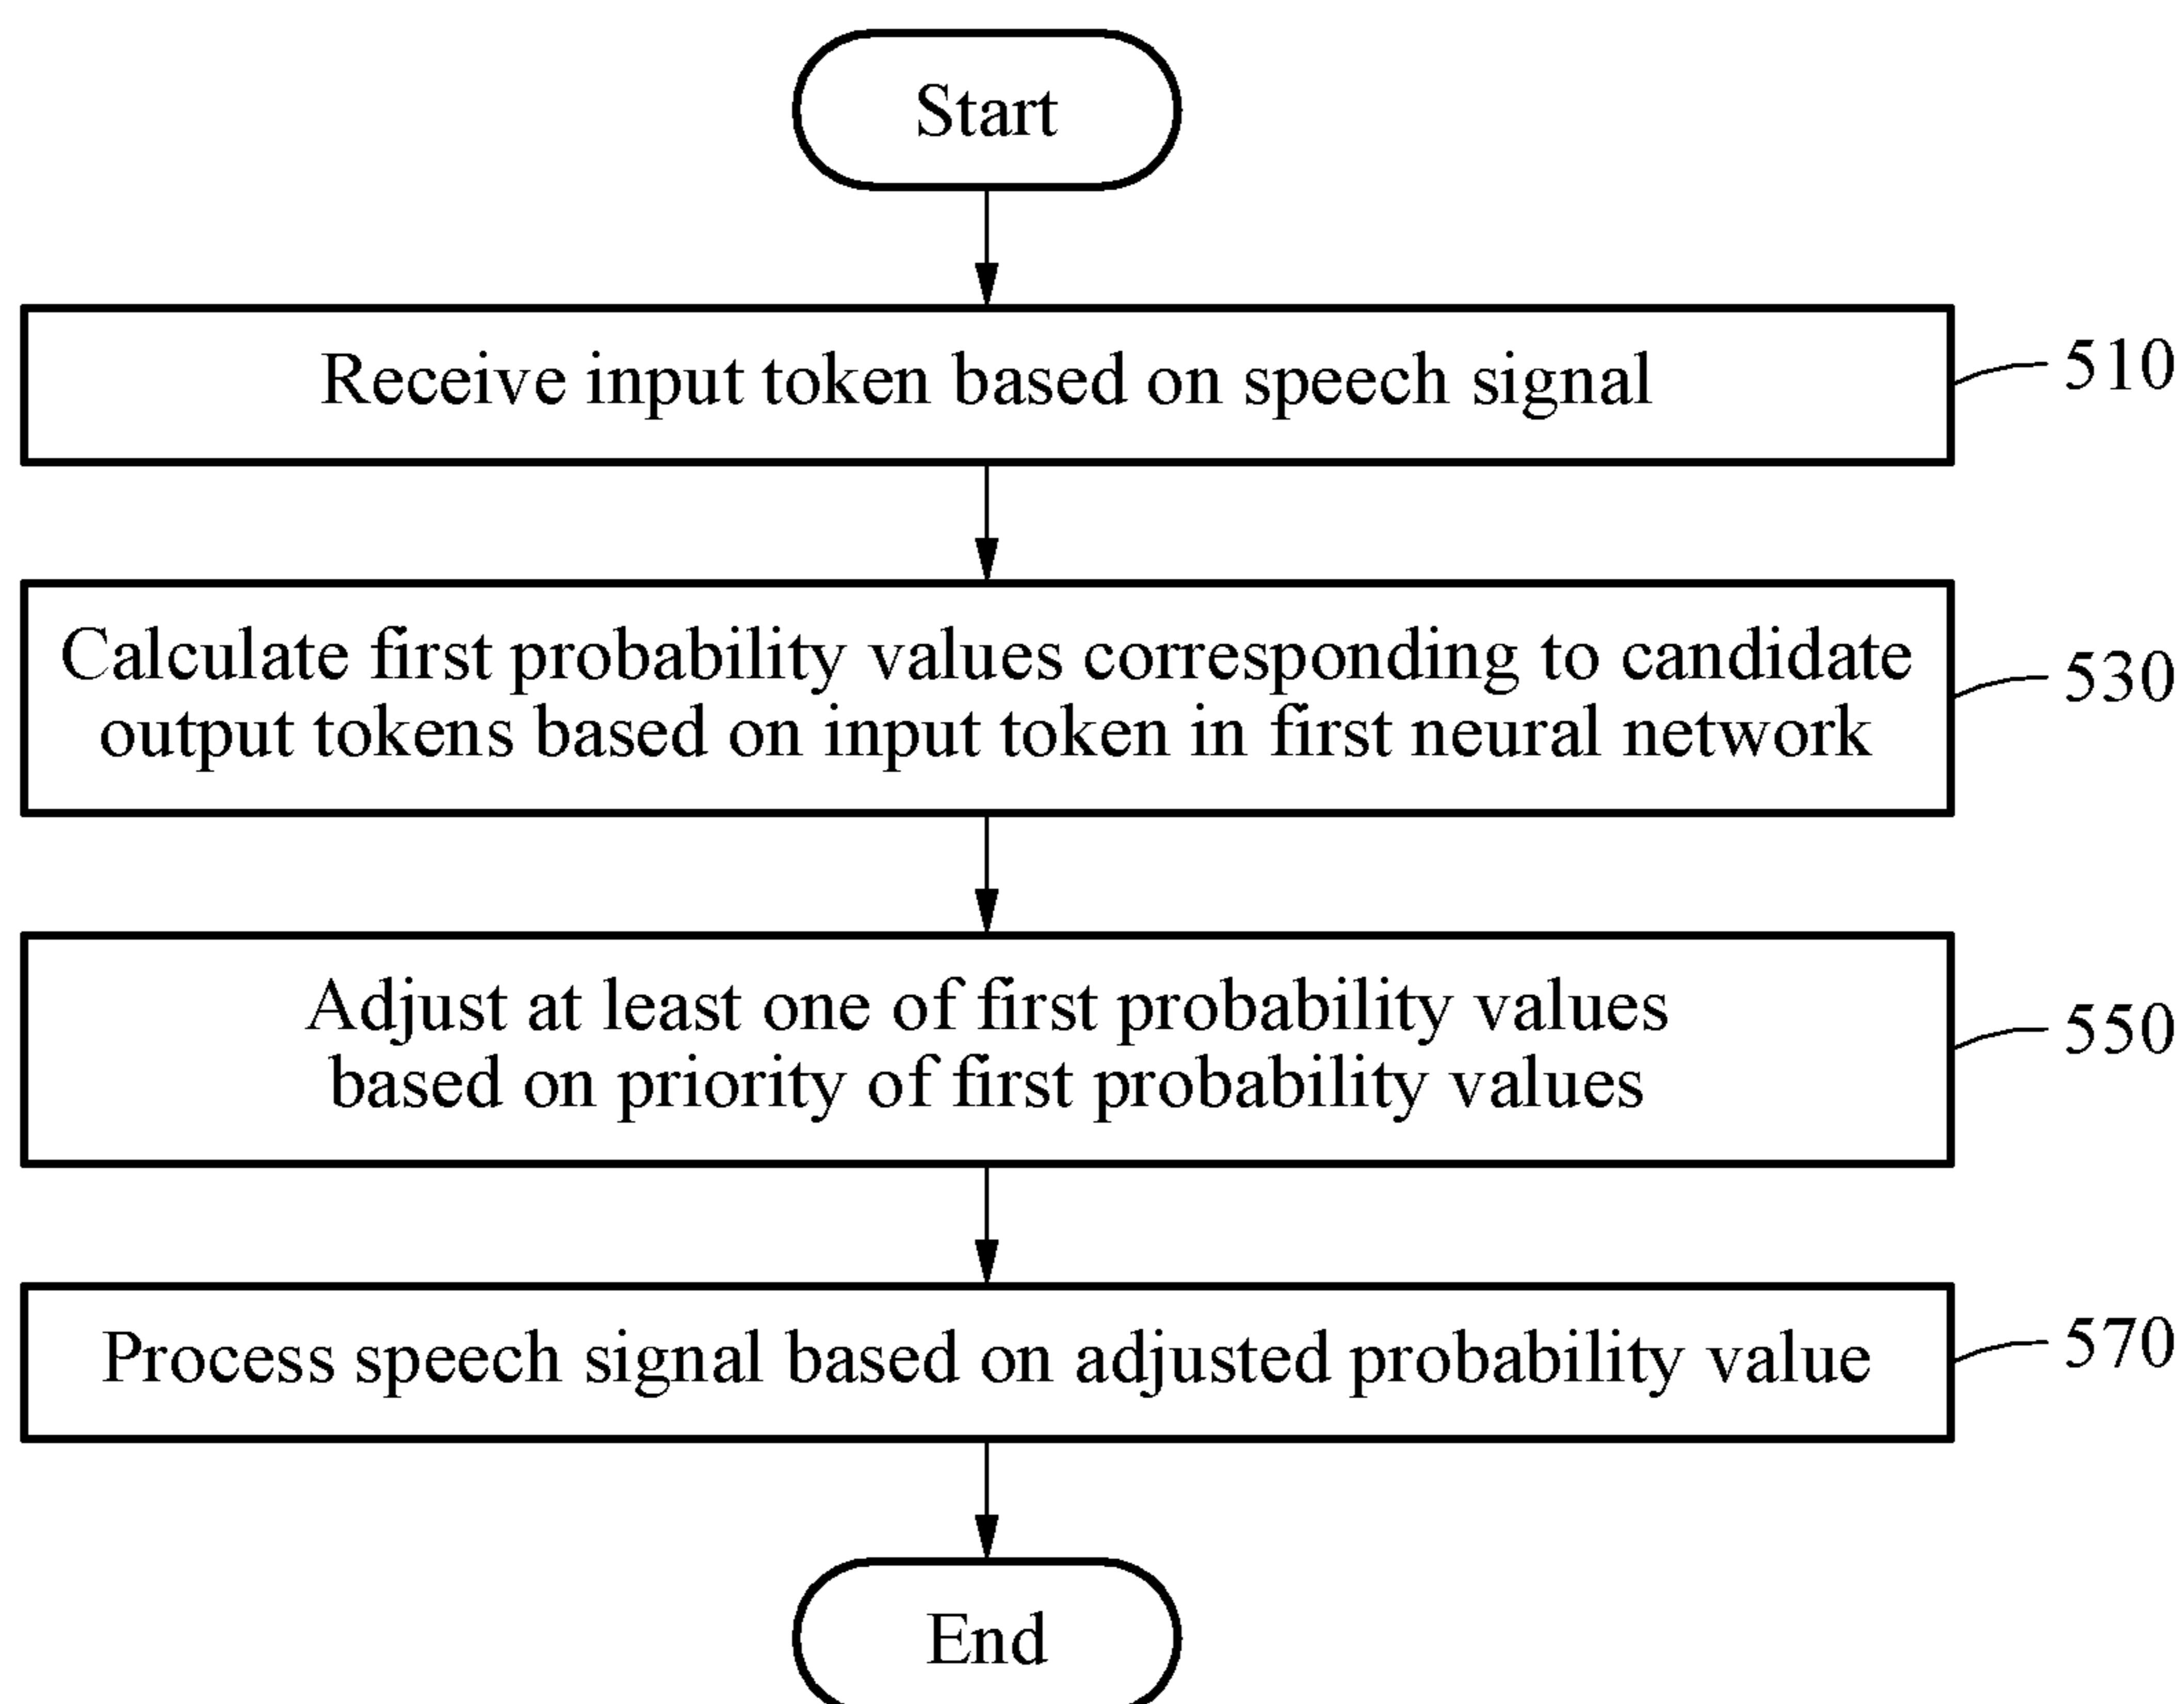 Start
Receive input token based on speech signal
510
Calculate first probability values corresponding to candidate
output tokens based on input token in first neural network
530
Adjust at least one of first probability values
based on priority of first probability values
550
Process speech signal based on adjusted probability value
570
End